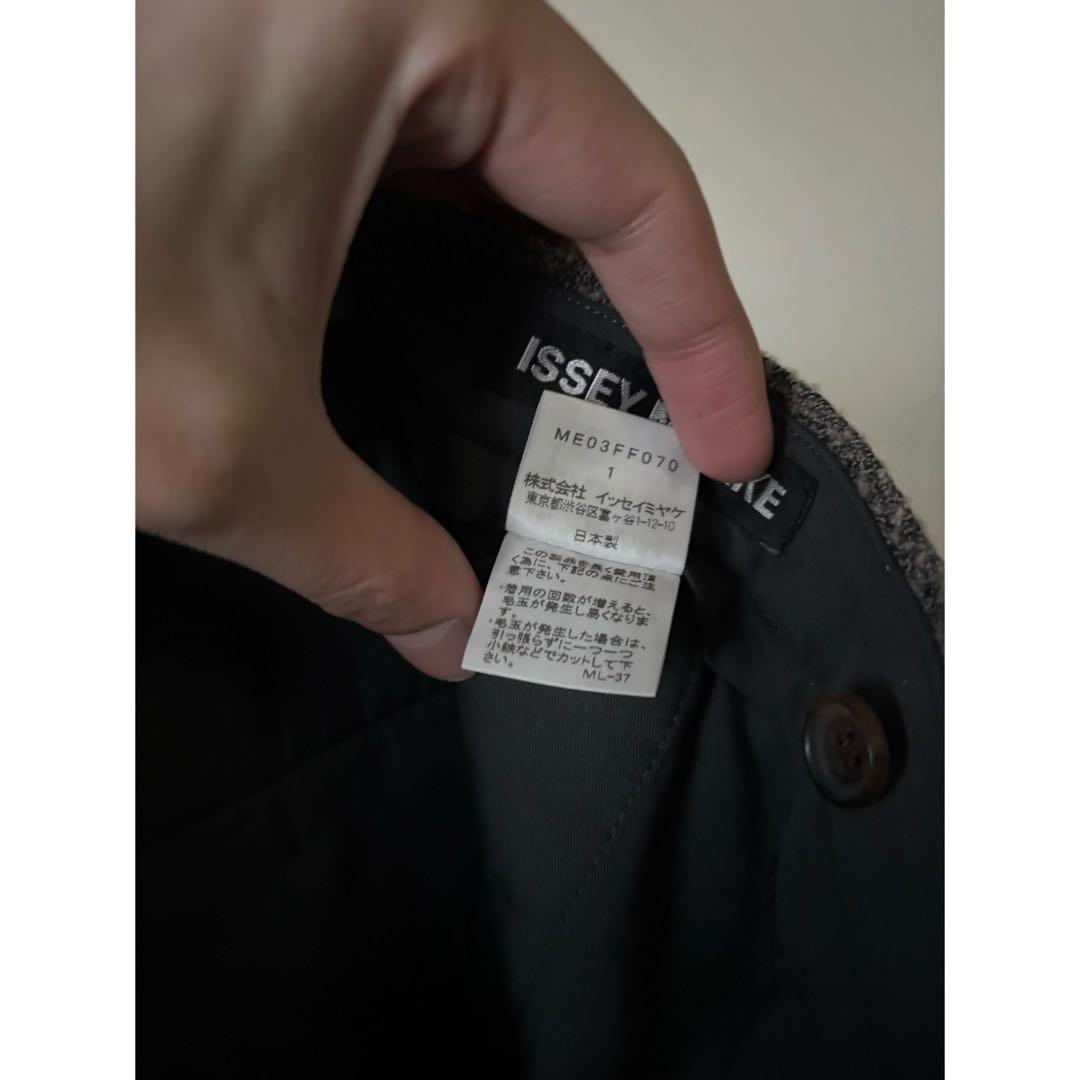 ISSEY M KE
ME03FF070
1
株式会社 イッセイミヤケ
東京都渋谷区富ヶ谷1-12-10
日本製
この製品を長く愛用頂
く為に、下記の点にご注
意下さい。
・着用の回数が増えると、
毛玉が発生し易くなりま
す。
・毛玉が発生した場合は、
引っ張らずに一つ一つ
小鋏などでカットして下
さい。
ML-37